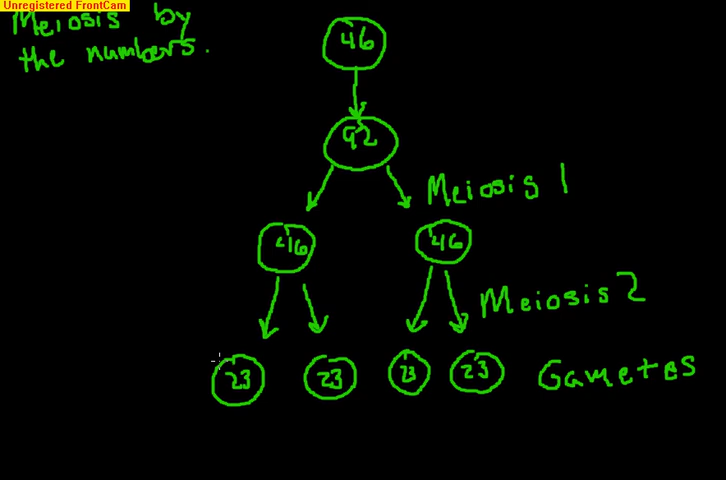 Unregistered FrontCam
Meiosis by
the numbers.
46
92
Meiosis 1
46 46
Meiosis 2
23 23 23 23 Gametes